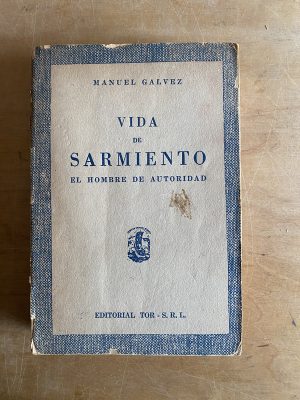 MANUEL GALVEZ
VIDA
DE
SARMIENTO
EL HOMBRE DE AUTORIDAD
EDITORIAL TOR - S. R. L.